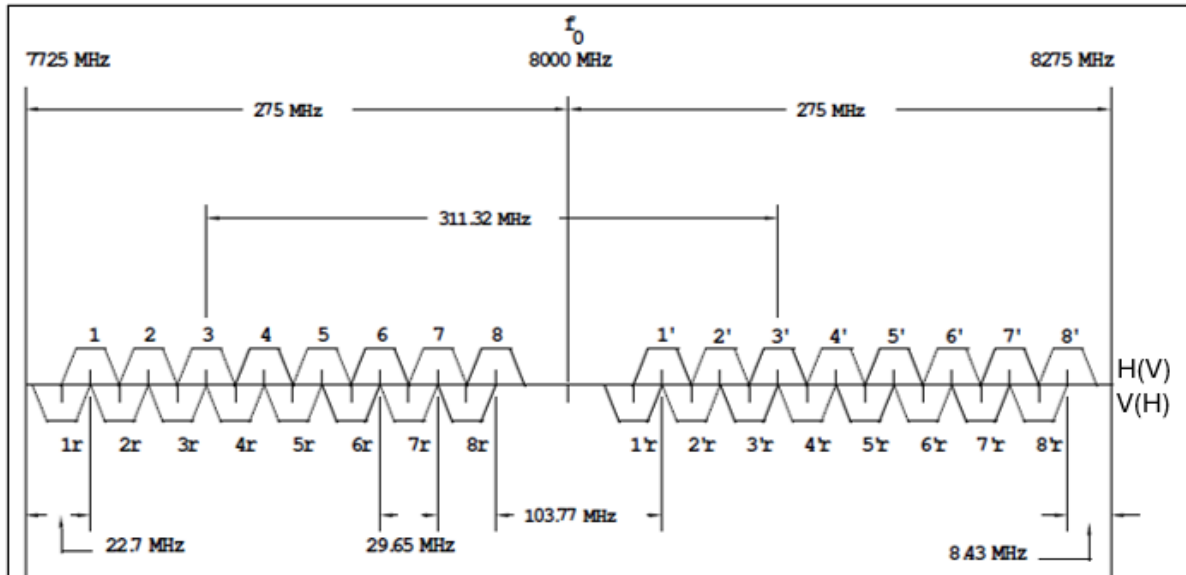 f0
7725 MHz 8000 MHz 8275 MHz
275 MHz 275 MHz
311.32 MHz
1 2 3 4 5 6 7 8 1' 2' 3' 4' 5' 6' 7' 8'
H(V)
V(H)
1r 2r 3r 4r 5r 6r 7r 8r 1'r 2'r 3'r 4'r 5'r 6'r 7'r 8'r
103.77 MHz
22.7 MHz 29.65 MHz 8.43 MHz